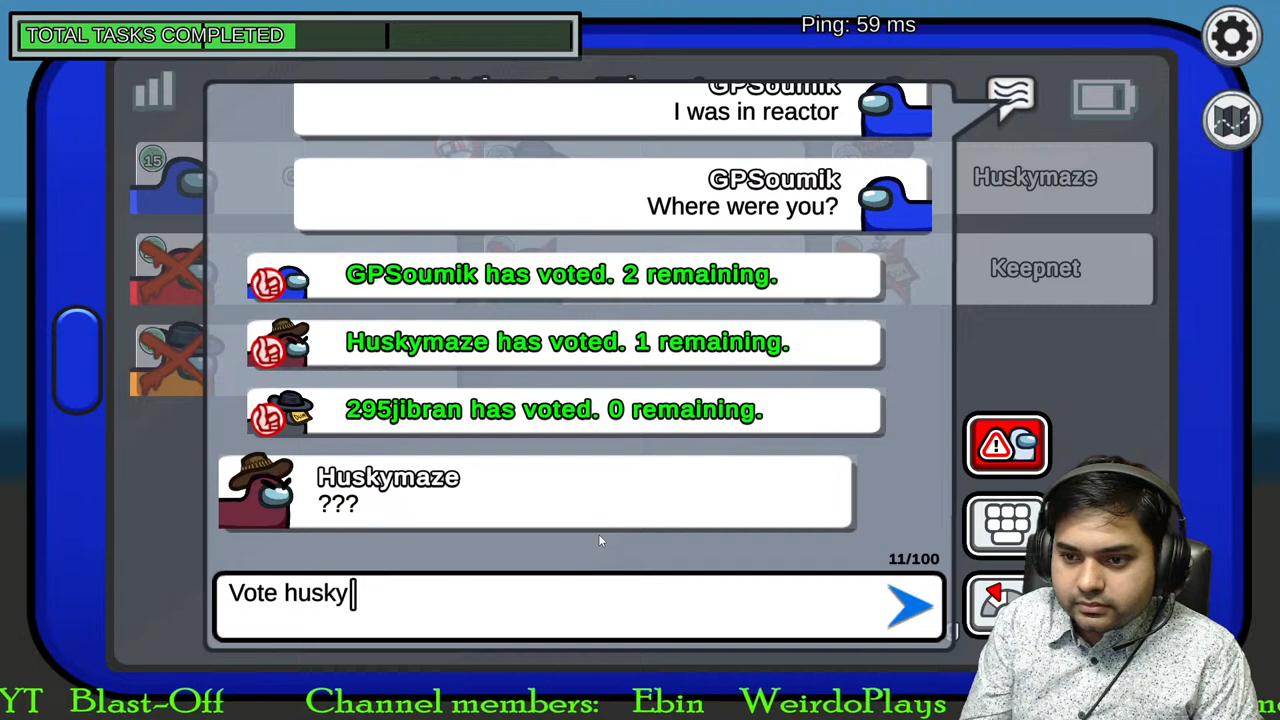 TOTAL TASKS COMPLETED
Ping: 59 ms
GPSoumik
I was in reactor
GPSoumik
Where were you?
15
Huskymaze
Keepnet
GPSoumik has voted. 2 remaining.
Huskymaze has voted. 1 remaining.
295jibran has voted. 0 remaining.
Huskymaze
???
11/100
Vote husky
YT Blast-Off Channel members: Ebin WeirdoPlays